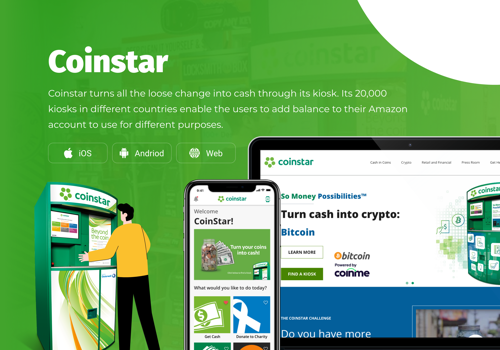 Coinstar
Coinstar turns all the loose change into cash through its kiosk. Its 20,000
kiosks in different countries enable the users to add balance to their Amazon
account to use for different purposes.
iOS
Andriod
Web
coinstar
Beyond
the coin
coinstar
Welcome
CoinStar!
Turn your coins
into cash!
What would you like to do today?
Get Cash
Donate to Charity
coinstar
Cash in Coins
Crypto
Retail and Financial
Press Room
So Money Possibilities™
Turn cash into crypto:
Bitcoin
LEARN MORE
FIND A KIOSK
bitcoin
Powered by
coinme
THE COINSTAR CHALLENGE
Do you have more